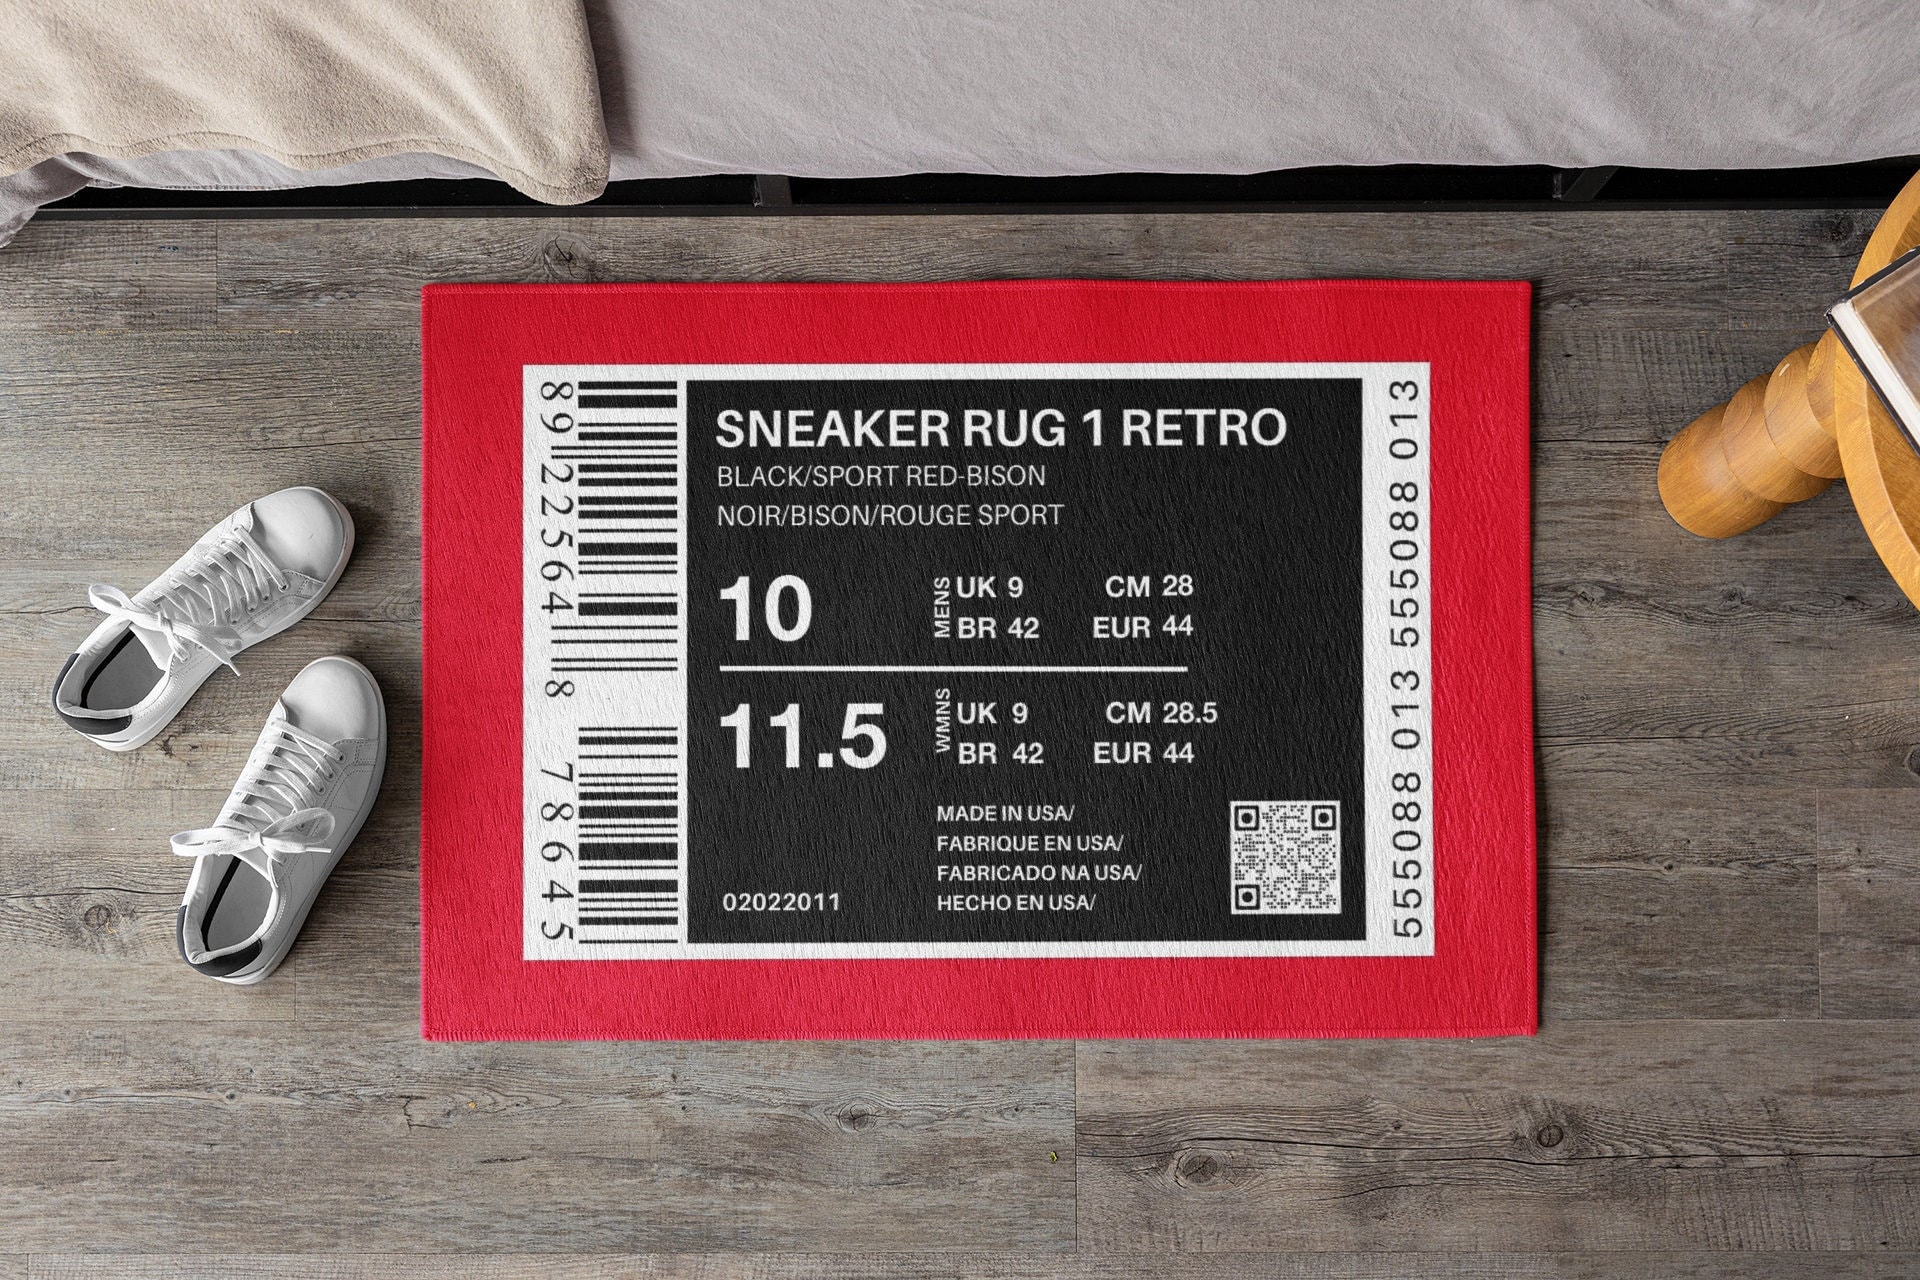 89122564118 78645
SNEAKER RUG 1 RETRO
BLACK/SPORT RED-BISON
NOIR/BISON/ROUGE SPORT
10
MENS
UK 9 CM 28
BR 42 EUR 44
11.5
WMNS
UK 9 CM 28.5
BR 42 EUR 44
MADE IN USA/
FABRIQUE EN USA/
FABRICADO NA USA/
HECHO EN USA/
02022011
555088 013 555088 013